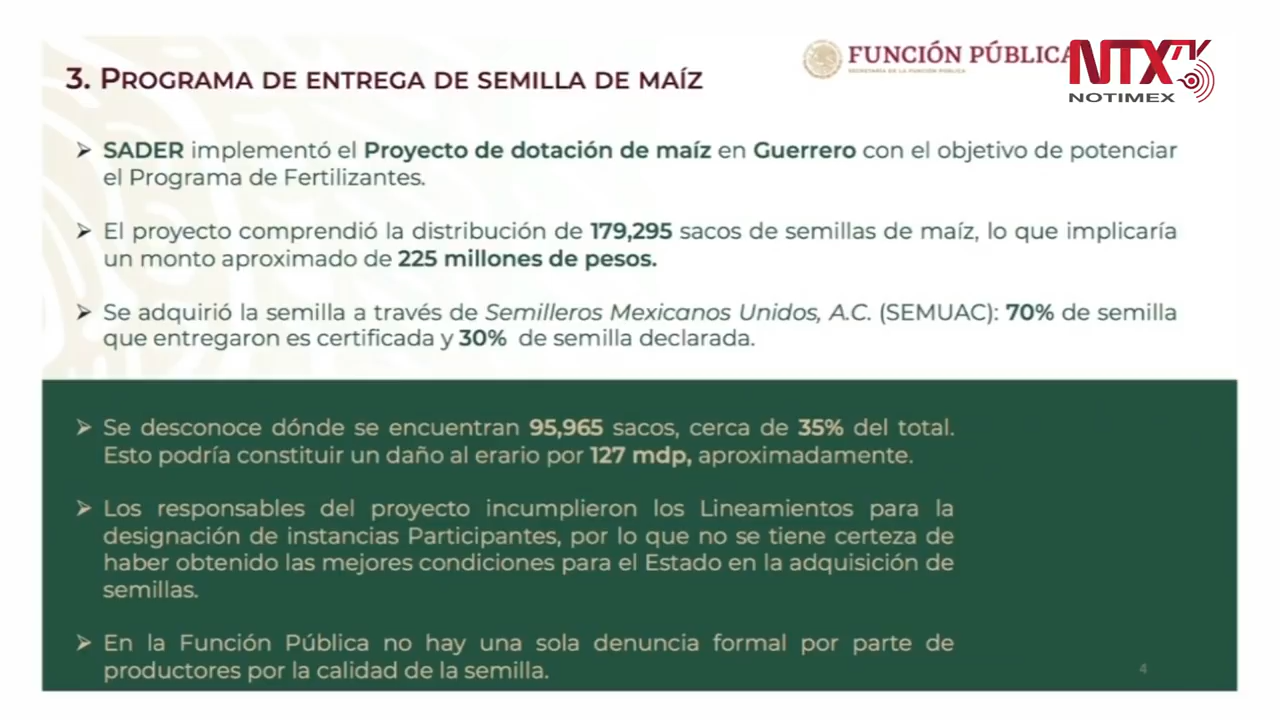 FUNCIÓN PÚBLICA
SECRETARÍA DE LA FUNCIÓN PÚBLICA
NTX
NOTIMEX
3. PROGRAMA DE ENTREGA DE SEMILLA DE MAÍZ
➢ SADER implementó el Proyecto de dotación de maíz en Guerrero con el objetivo de potenciar
el Programa de Fertilizantes.
➢ El proyecto comprendió la distribución de 179,295 sacos de semillas de maíz, lo que implicaría
un monto aproximado de 225 millones de pesos.
➢ Se adquirió la semilla a través de Semilleros Mexicanos Unidos, A.C. (SEMUAC): 70% de semilla
que entregaron es certificada y 30% de semilla declarada.
➢ Se desconoce dónde se encuentran 95,965 sacos, cerca de 35% del total.
Esto podría constituir un daño al erario por 127 mdp, aproximadamente.
➢ Los responsables del proyecto incumplieron los Lineamientos para la
designación de instancias Participantes, por lo que no se tiene certeza de
haber obtenido las mejores condiciones para el Estado en la adquisición de
semillas.
➢ En la Función Pública no hay una sola denuncia formal por parte de
productores por la calidad de la semilla.
4